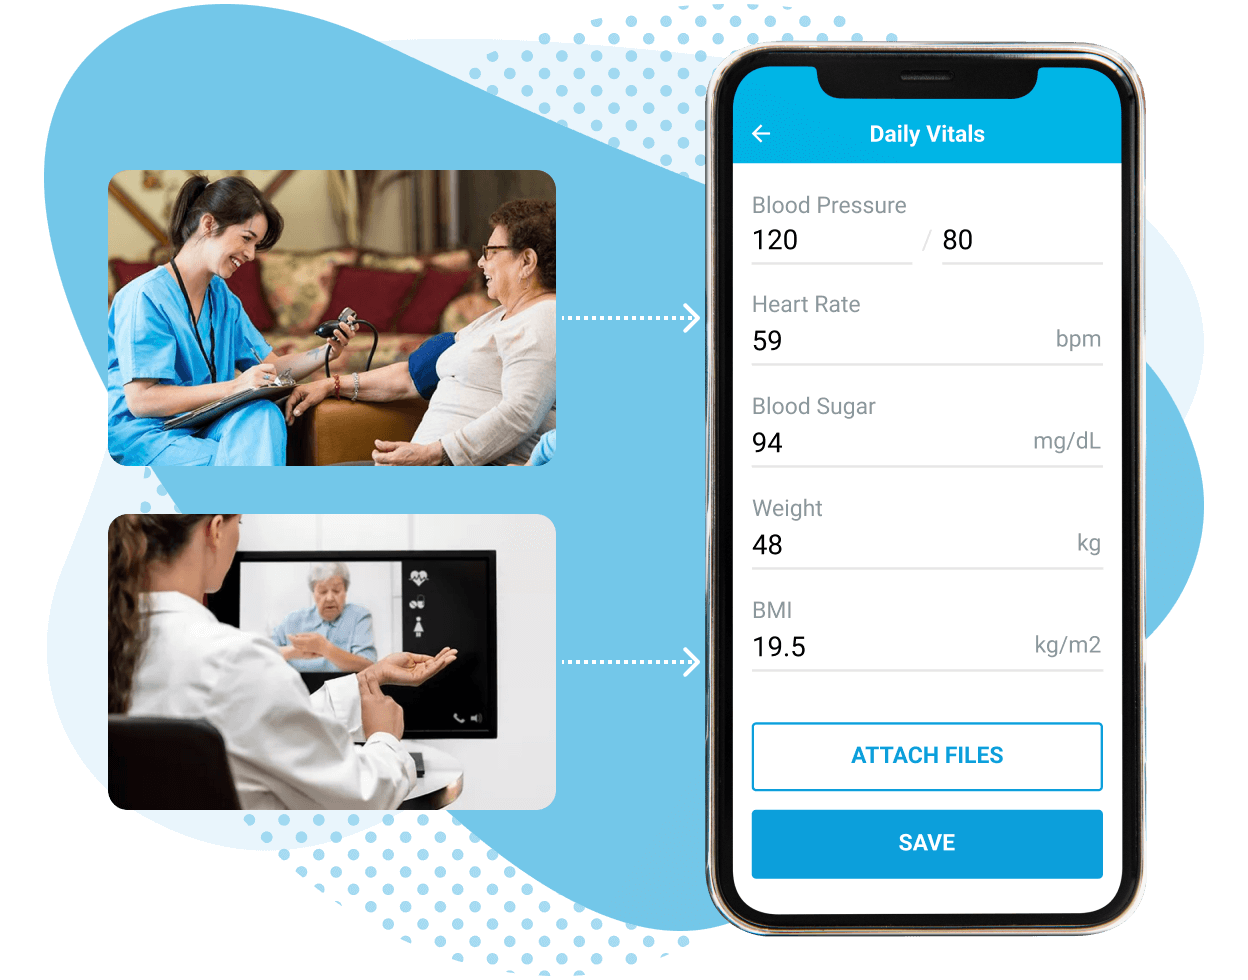 Daily Vitals
Blood Pressure
120 / 80
Heart Rate
59 bpm
Blood Sugar
94 mg/dL
Weight
48 kg
BMI
19.5 kg/m2
ATTACH FILES
SAVE